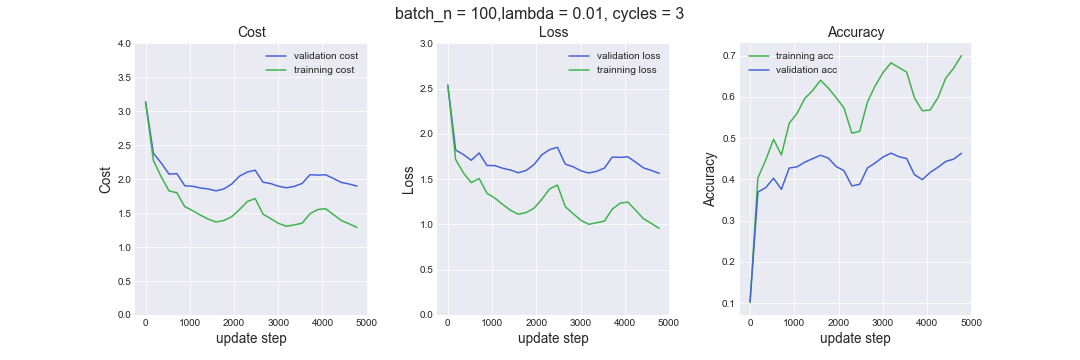 batch_n = 100,lambda = 0.01, cycles = 3
Cost
validation cost
trainning cost
4.0
3.5
3.0
2.5
2.0
1.5
1.0
0.5
0.0
Cost
0 1000 2000 3000 4000 5000
update step
Loss
validation loss
trainning loss
3.0
2.5
2.0
1.5
1.0
0.5
0.0
Loss
0 1000 2000 3000 4000 5000
update step
Accuracy
trainning acc
validation acc
0.7
0.6
0.5
0.4
0.3
0.2
0.1
Accuracy
0 1000 2000 3000 4000 5000
update step